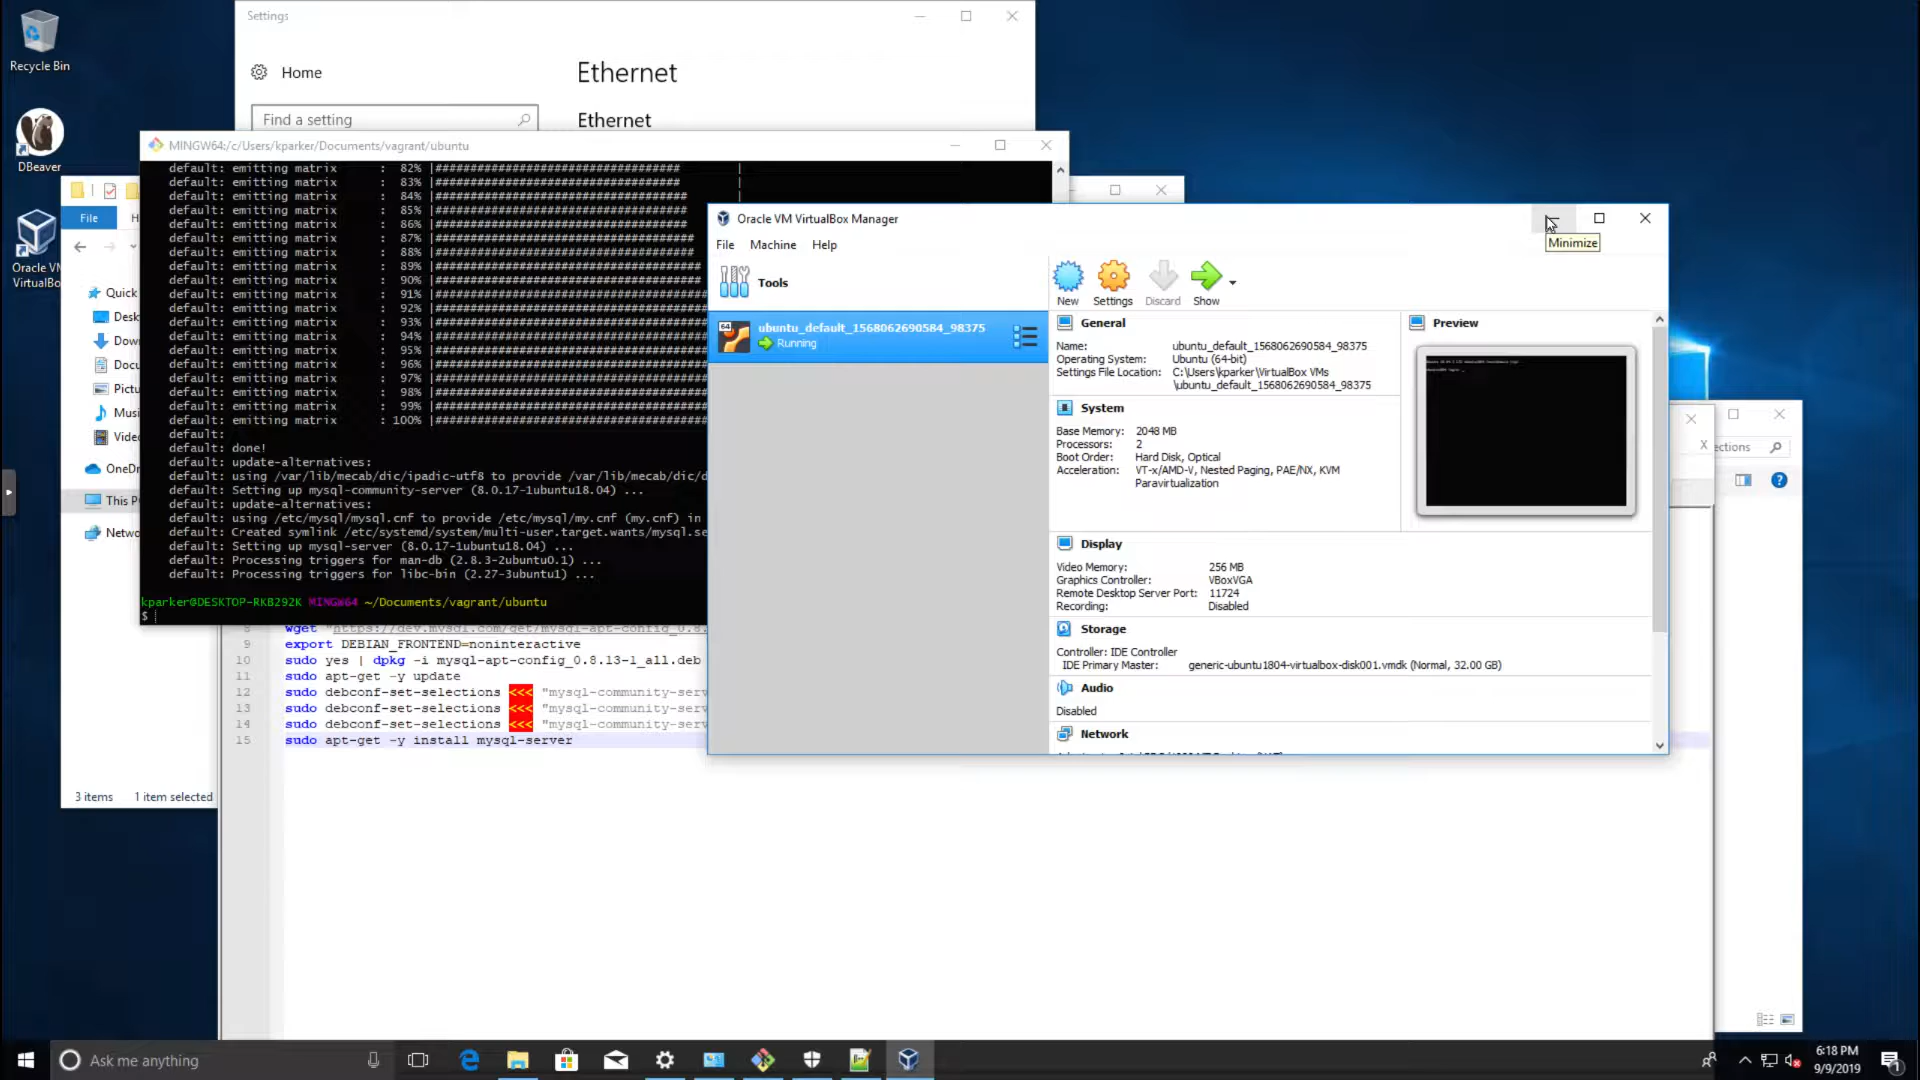 Recycle Bin
DBeaver
Oracle VM
VirtualBo
Settings
Home
Find a setting
Ethernet
Ethernet
File
Quick
Desk
Down
Docu
Pictu
Musi
Video
OneDr
This P
Netwo
3 items 1 item selected
MINGW64:/c/Users/kparker/Documents/vagrant/ubuntu
default: emitting matrix : 82% |###################################
default: emitting matrix : 83% |###################################
default: emitting matrix : 84% |####################################
default: emitting matrix : 85% |####################################
default: emitting matrix : 86% |####################################
default: emitting matrix : 87% |#####################################
default: emitting matrix : 88% |#####################################
default: emitting matrix : 89% |######################################
default: emitting matrix : 90% |######################################
default: emitting matrix : 91% |#######################################
default: emitting matrix : 92% |#######################################
default: emitting matrix : 93% |#######################################
default: emitting matrix : 94% |#######################################
default: emitting matrix : 95% |#######################################
default: emitting matrix : 96% |#######################################
default: emitting matrix : 97% |#######################################
default: emitting matrix : 98% |#######################################
default: emitting matrix : 99% |#######################################
default: emitting matrix : 100% |#######################################
default:
default: done!
default: update-alternatives:
default: using /var/lib/mecab/dic/ipadic-utf8 to provide /var/lib/mecab/dic/d
default: Setting up mysql-community-server (8.0.17-1ubuntu18.04) ...
default: update-alternatives:
default: using /etc/mysql/mysql.cnf to provide /etc/mysql/my.cnf (my.cnf) in
default: Created symlink /etc/systemd/system/multi-user.target.wants/mysql.se
default: Setting up mysql-server (8.0.17-1ubuntu18.04) ...
default: Processing triggers for man-db (2.8.3-2ubuntu0.1) ...
default: Processing triggers for libc-bin (2.27-3ubuntu1) ...
kparker@DESKTOP-RKB292K MINGW64 ~/Documents/vagrant/ubuntu
$
8 wget "https://dev.mysql.com/get/mysql-apt-config_0.8.
9 export DEBIAN_FRONTEND=noninteractive
10 sudo yes | dpkg -i mysql-apt-config_0.8.13-1_all.deb
11 sudo apt-get -y update
12 sudo debconf-set-selections <<< "mysql-community-serv
13 sudo debconf-set-selections <<< "mysql-community-serv
14 sudo debconf-set-selections <<< "mysql-community-serv
15 sudo apt-get -y install mysql-server
Oracle VM VirtualBox Manager
Minimize
File Machine Help
Tools
New Settings Discard Show
64
ubuntu_default_1568062690584_98375
Running
General
Name: ubuntu_default_1568062690584_98375
Operating System: Ubuntu (64-bit)
Settings File Location: C:\Users\kparker\VirtualBox VMs
\ubuntu_default_1568062690584_98375
Preview
System
Base Memory: 2048 MB
Processors: 2
Boot Order: Hard Disk, Optical
Acceleration: VT-x/AMD-V, Nested Paging, PAE/NX, KVM
Paravirtualization
Display
Video Memory: 256 MB
Graphics Controller: VBoxVGA
Remote Desktop Server Port: 11724
Recording: Disabled
Storage
Controller: IDE Controller
IDE Primary Master: generic-ubuntu1804-virtualbox-disk001.vmdk (Normal, 32.00 GB)
Audio
Disabled
Network
X
ections
Ask me anything
6:18 PM
9/9/2019
1